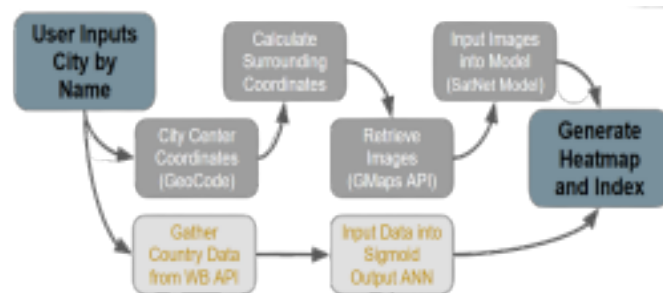 User Inputs
City by
Name
City Center
Coordinates
(GeoCode)
Calculate
Surrounding
Coordinates
Retrieve
Images
(GMaps API)
Input Images
into Model
(SatNet Model)
Gather
Country Data
from WB API
Input Data into
Sigmoid
Output ANN
Generate
Heatmap
and Index